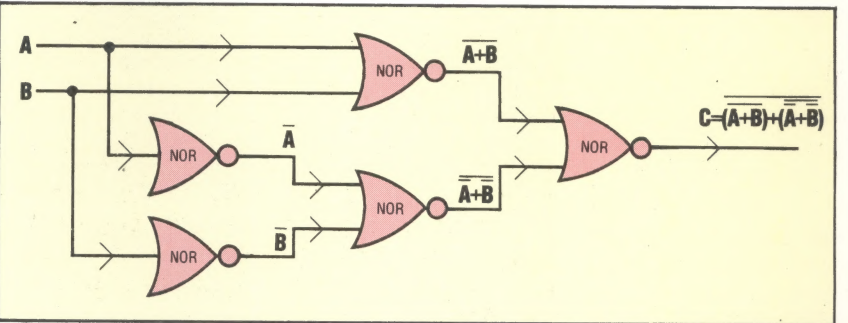 A
NOR
A̅+̅B̅
B
C=(̅A̅+̅B̅)̅+̅(̅A̿+̅B̿)̅
NOR
A̅
NOR
NOR
A̿+̅B̿
B̅
NOR